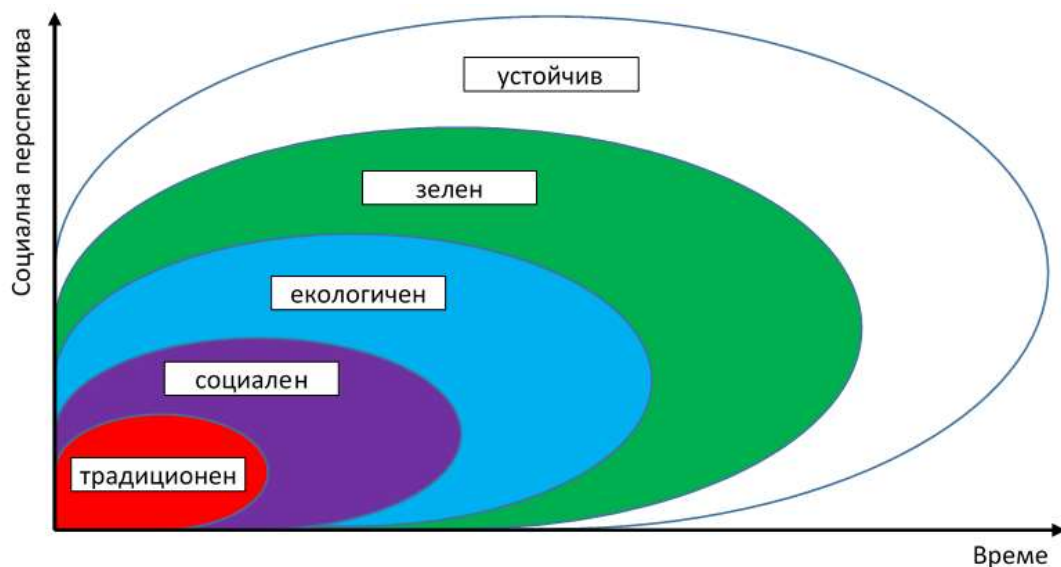 Социална перспектива
устойчив
зелен
екологичен
социален
традиционен
Време